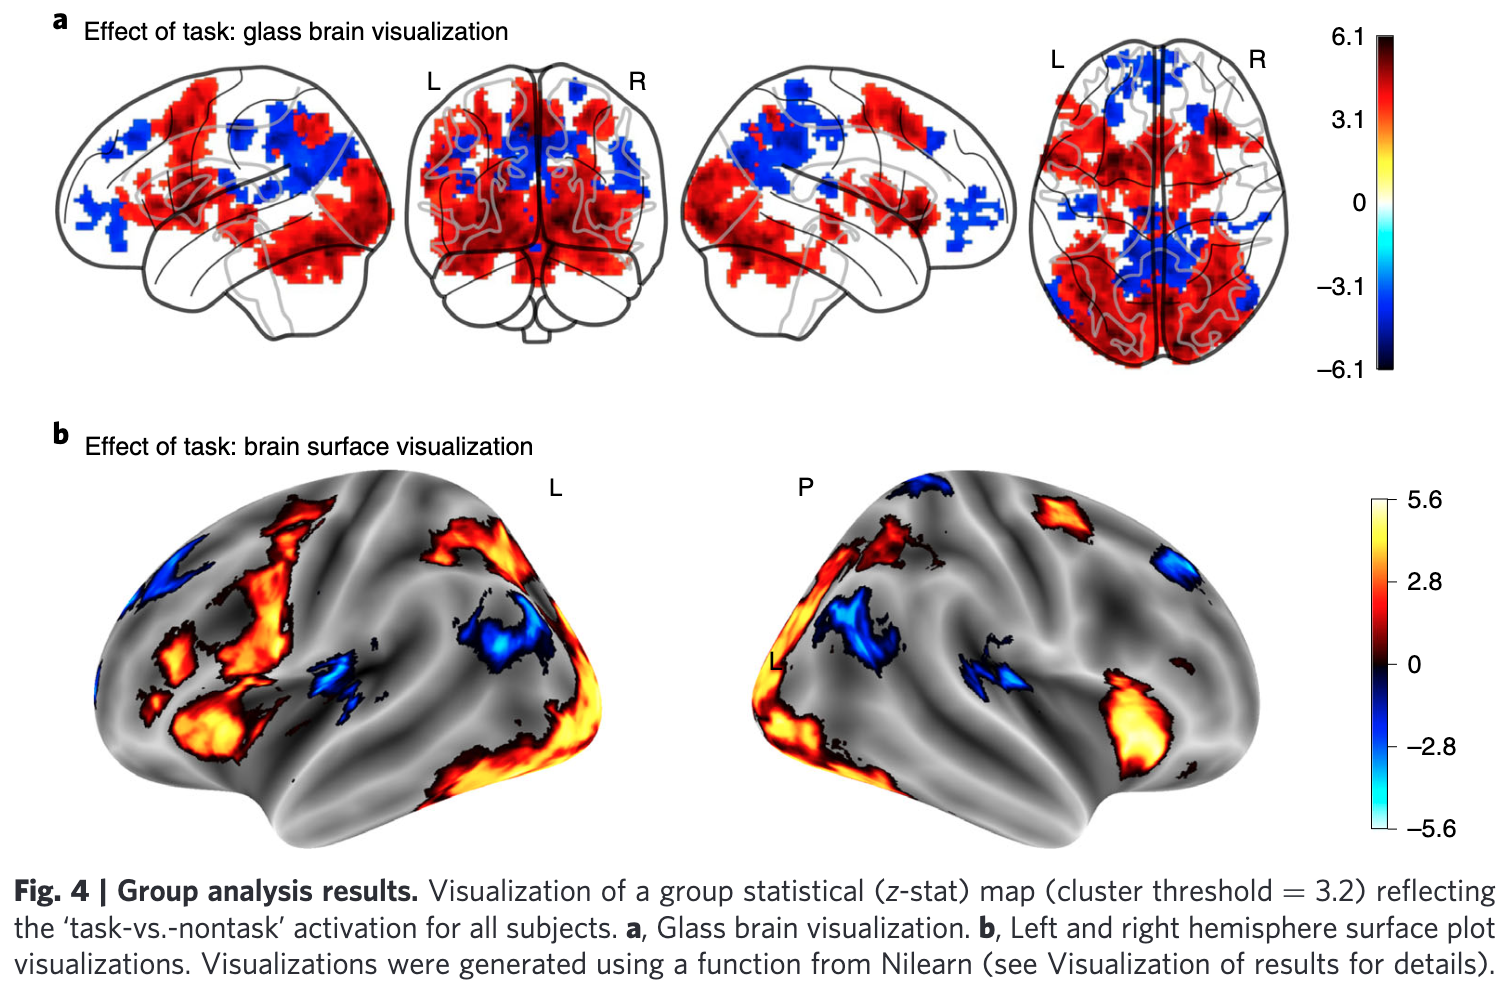 a Effect of task: glass brain visualization
L
R
L
R
6.1
3.1
0
−3.1
−6.1
b Effect of task: brain surface visualization
L
P
L
5.6
2.8
0
−2.8
−5.6
Fig. 4 | Group analysis results. Visualization of a group statistical (z-stat) map (cluster threshold = 3.2) reflecting
the ‘task-vs.-nontask’ activation for all subjects. a, Glass brain visualization. b, Left and right hemisphere surface plot
visualizations. Visualizations were generated using a function from Nilearn (see Visualization of results for details).